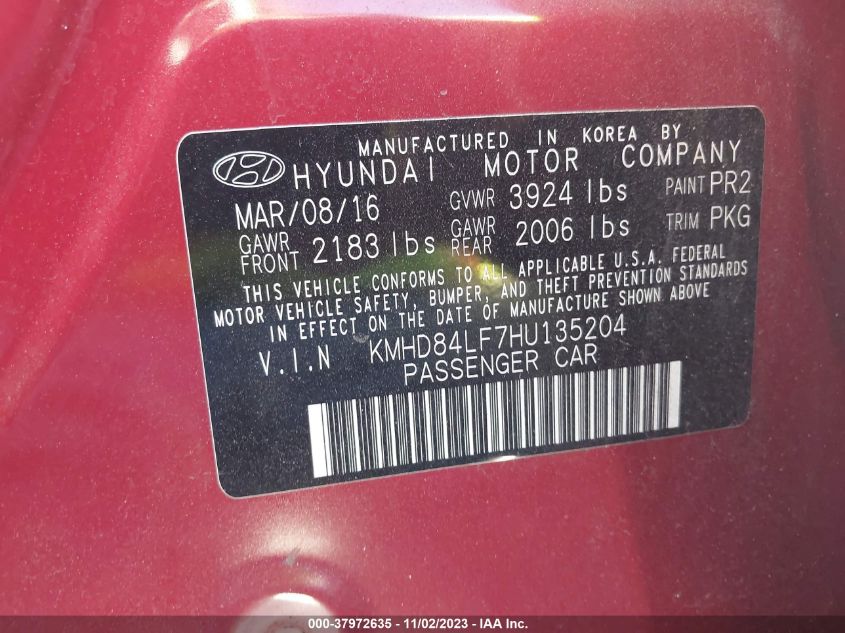 MANUFACTURED IN KOREA BY
HYUNDAI MOTOR COMPANY
MAR/08/16 GVWR 3924 lbs PAINT PR2
GAWR FRONT 2183 lbs GAWR REAR 2006 lbs TRIM PKG
THIS VEHICLE CONFORMS TO ALL APPLICABLE U.S.A. FEDERAL
MOTOR VEHICLE SAFETY, BUMPER, AND THEFT PREVENTION STANDARDS
IN EFFECT ON THE DATE OF MANUFACTURE SHOWN ABOVE
V.I.N KMHD84LF7HU135204
PASSENGER CAR
000-37972635 - 11/02/2023 - IAA Inc.